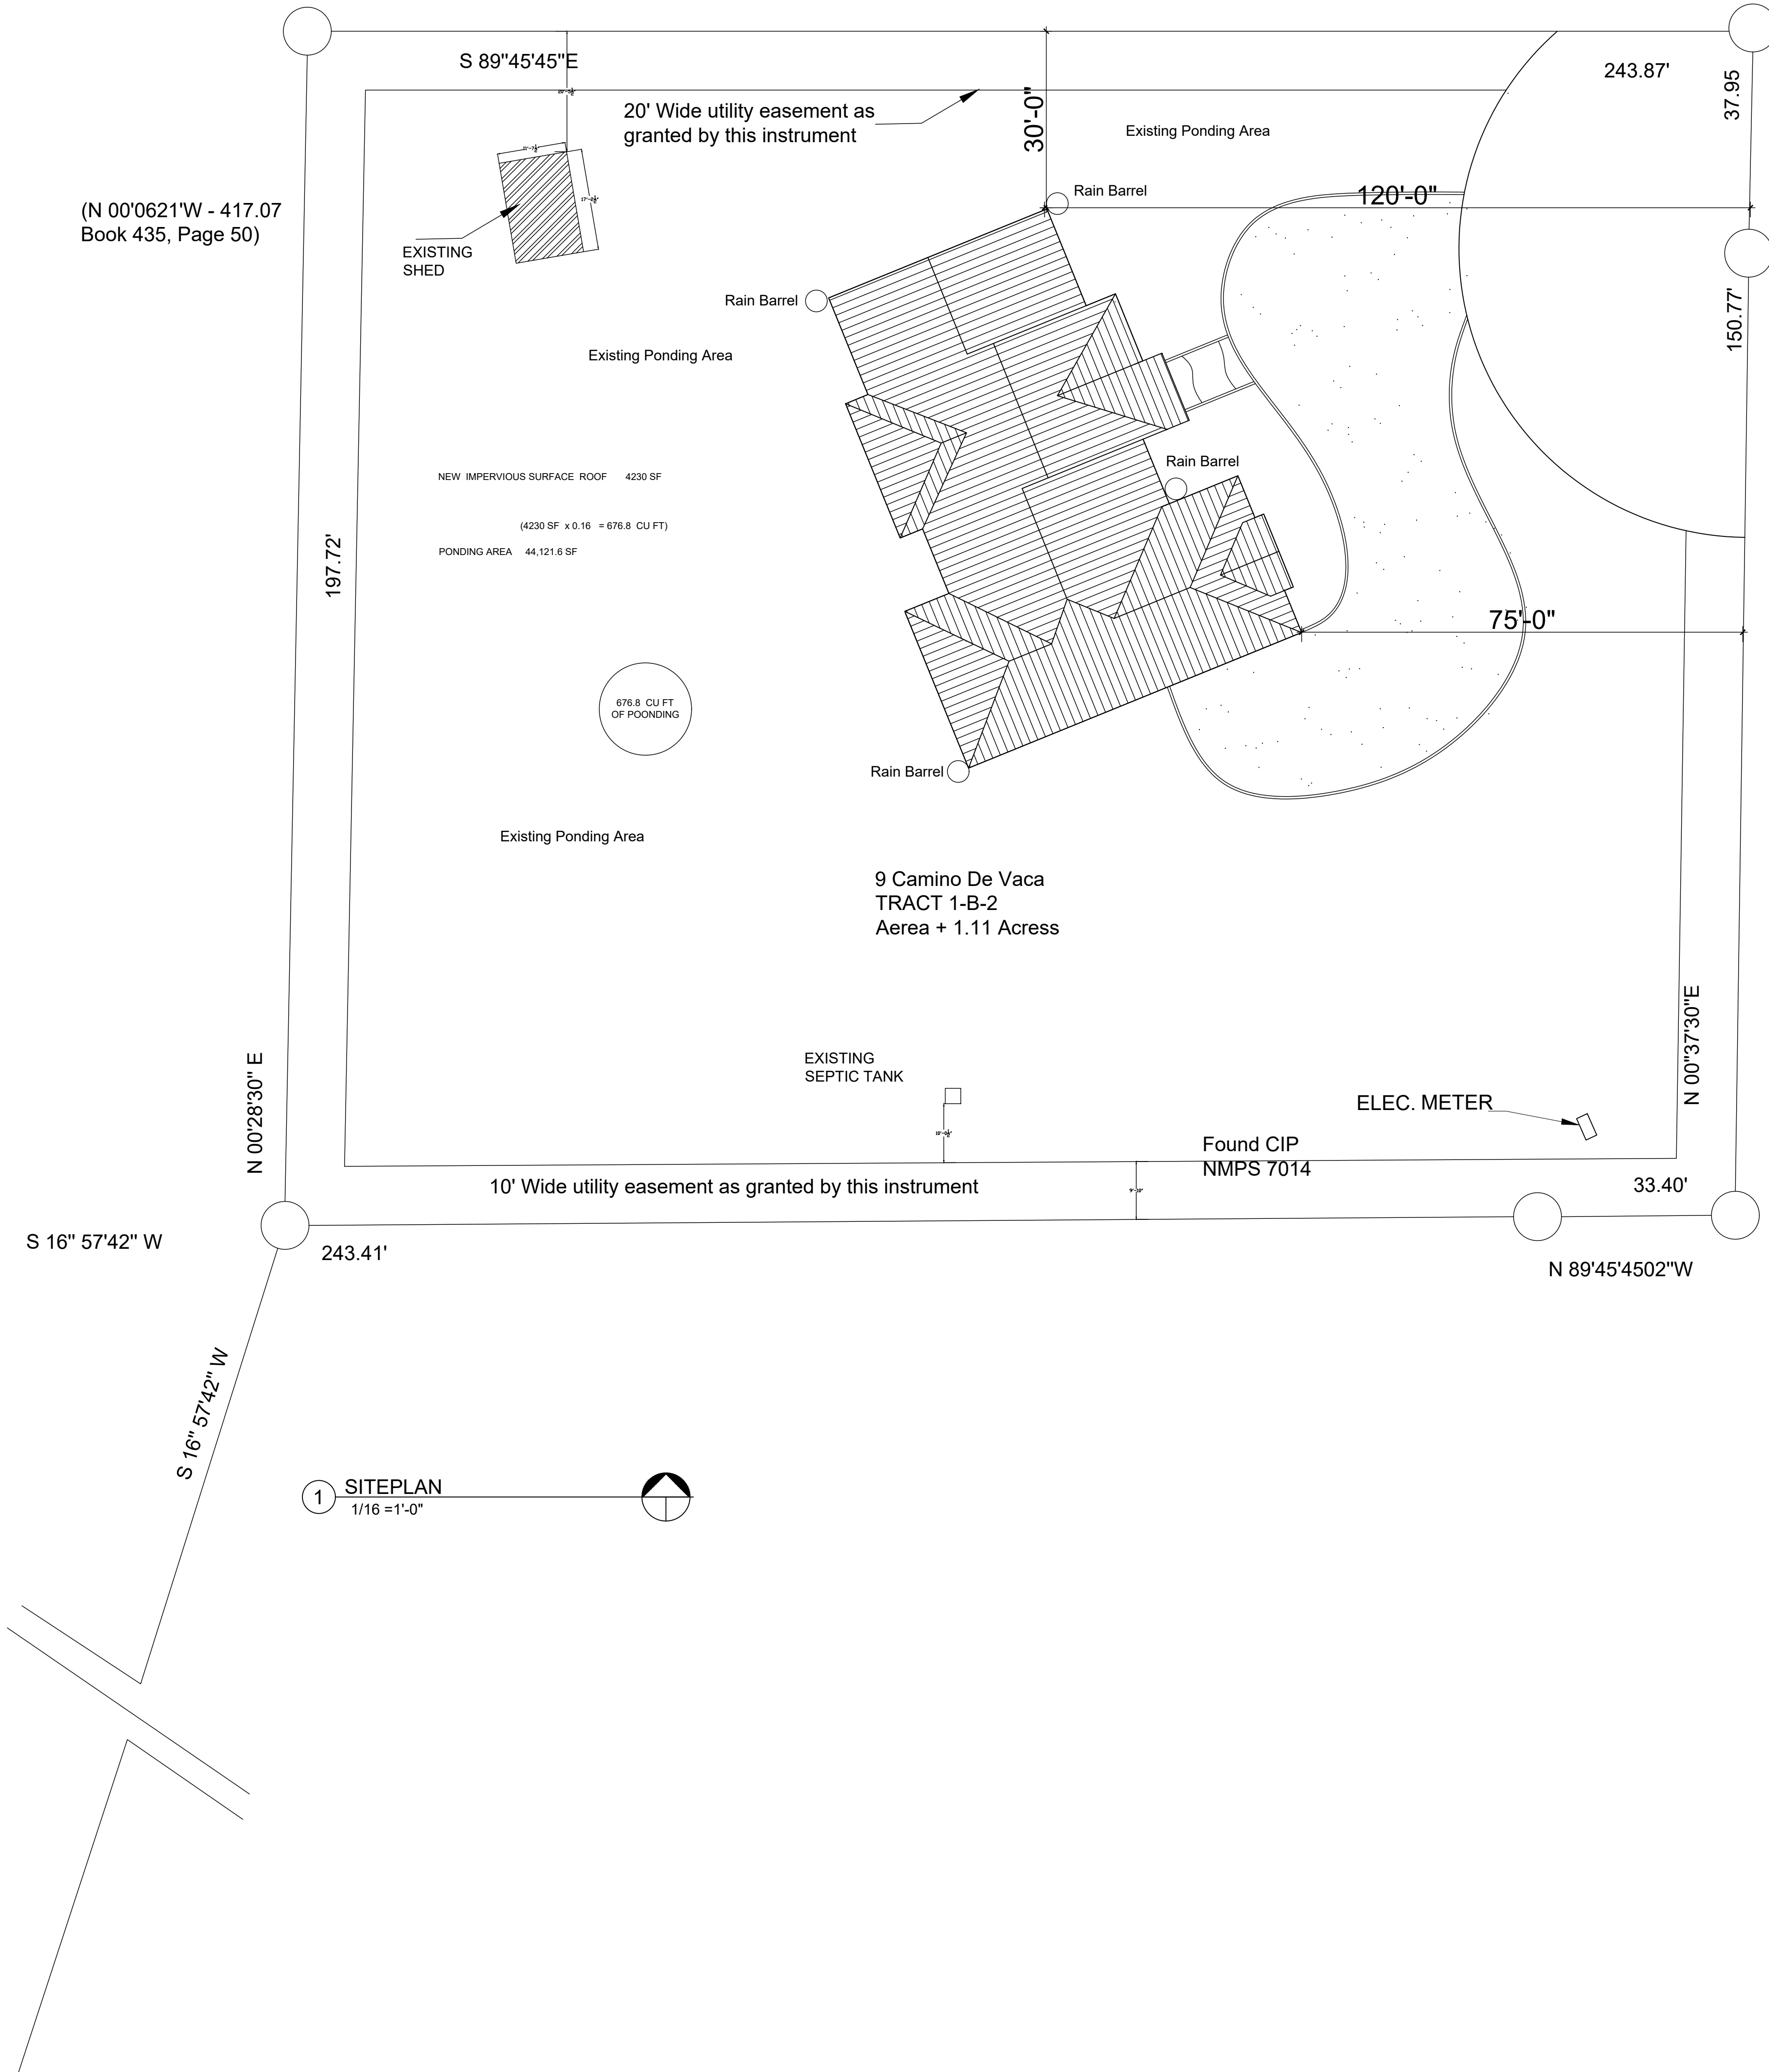 S 89"45'45"E
243.87'
37.95
20' Wide utility easement as
granted by this instrument
30'-0"
Existing Ponding Area
Rain Barrel
120'-0"
(N 00'0621'W - 417.07
Book 435, Page 50)
EXISTING
SHED
Rain Barrel
150.77'
Existing Ponding Area
Rain Barrel
NEW IMPERVIOUS SURFACE ROOF 4230 SF
(4230 SF x 0.16 = 676.8 CU FT)
PONDING AREA 44,121.6 SF
197.72'
75'-0"
676.8 CU FT
OF POONDING
Rain Barrel
Existing Ponding Area
9 Camino De Vaca
TRACT 1-B-2
Aerea + 1.11 Acress
N 00'28'30" E
EXISTING
SEPTIC TANK
N 00"37'30"E
ELEC. METER
Found CIP
NMPS 7014
10' Wide utility easement as granted by this instrument
9'-10"
33.40'
S 16" 57'42" W
243.41'
N 89'45'4502"W
S 16" 57'42" W
1 SITEPLAN
1/16 =1'-0"